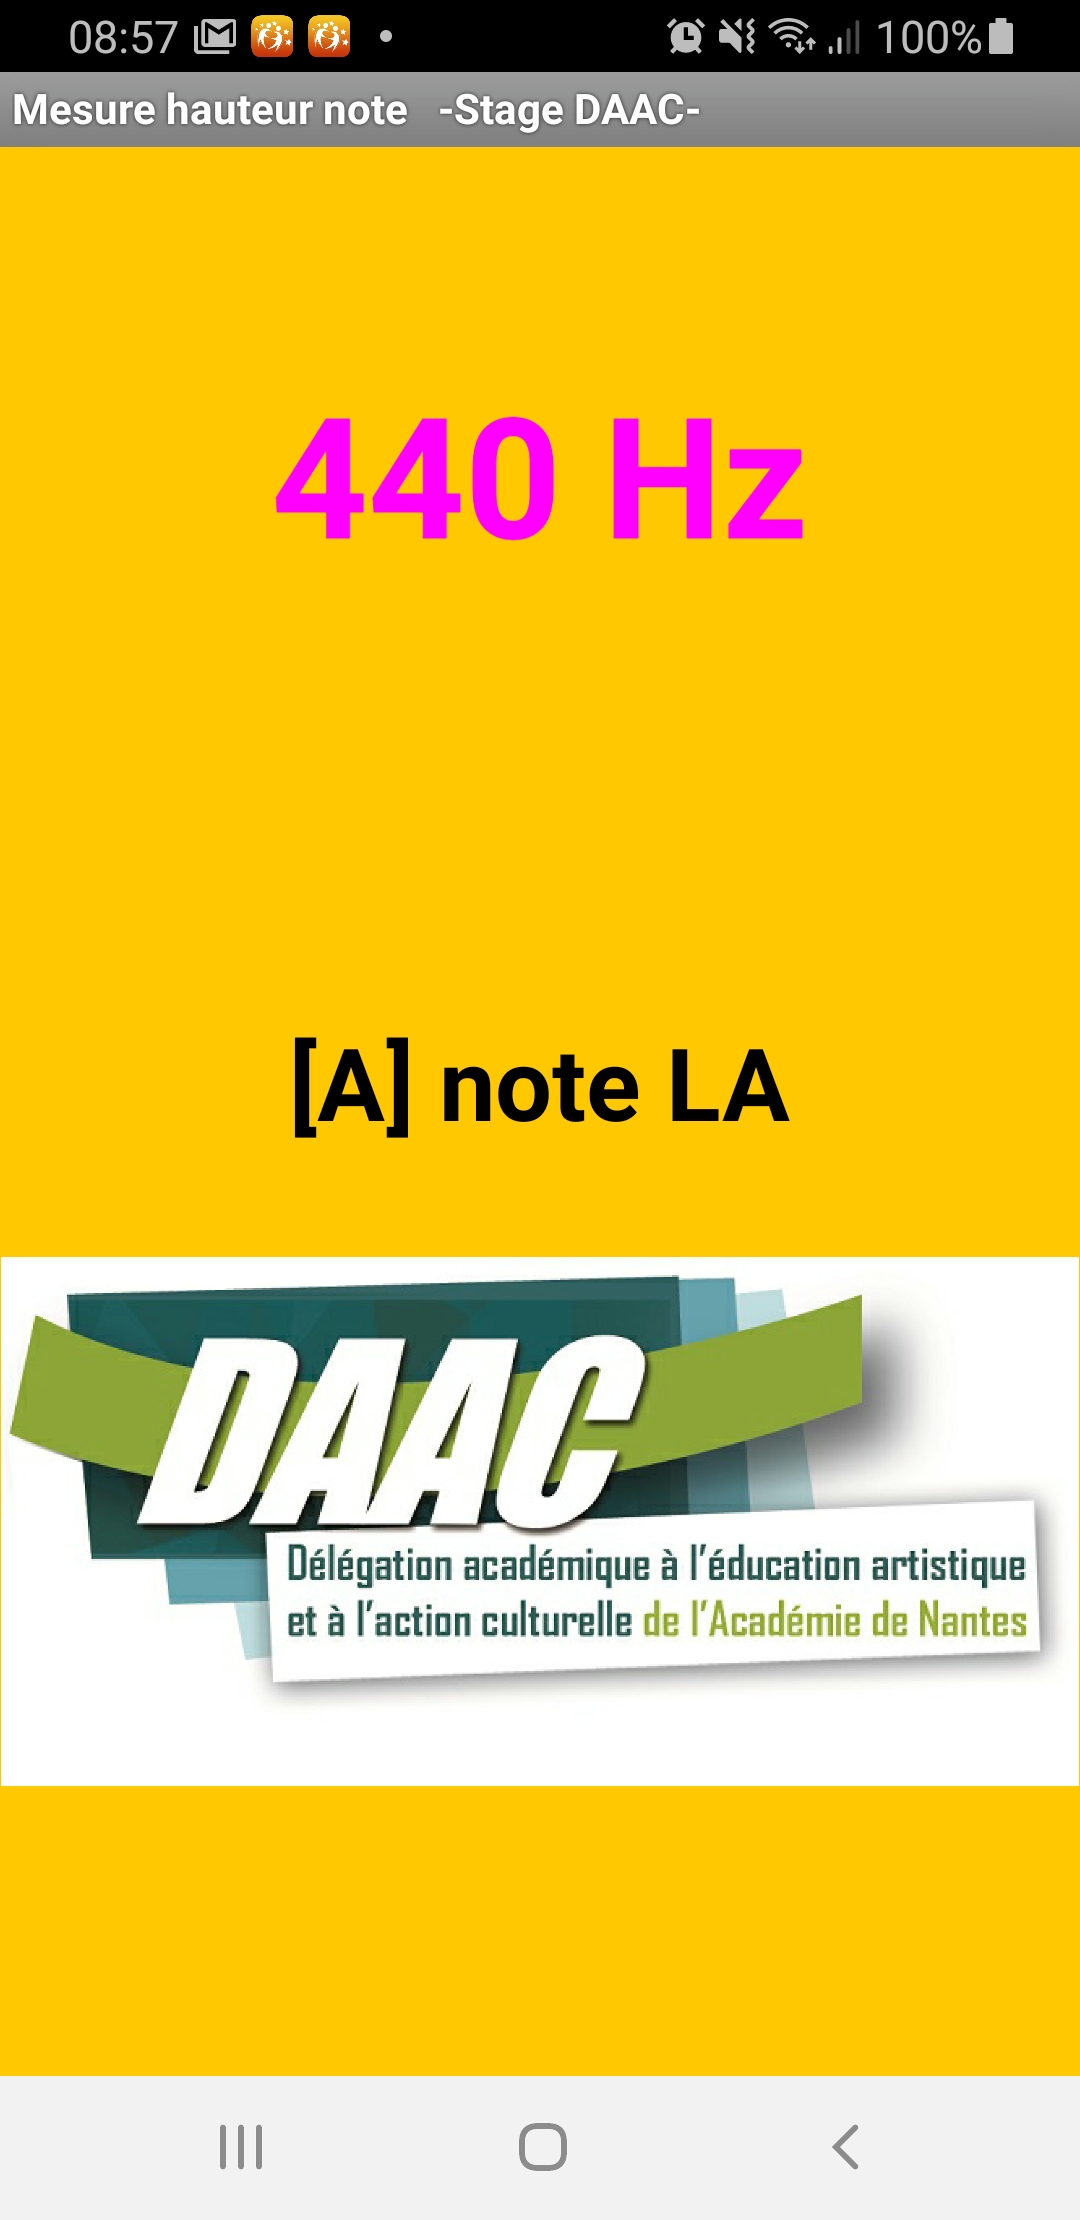 08:57 100%
Mesure hauteur note -Stage DAAC-
440 Hz
[A] note LA
DAAC
Délégation académique à l'éducation artistique
et à l'action culturelle de l'Académie de Nantes